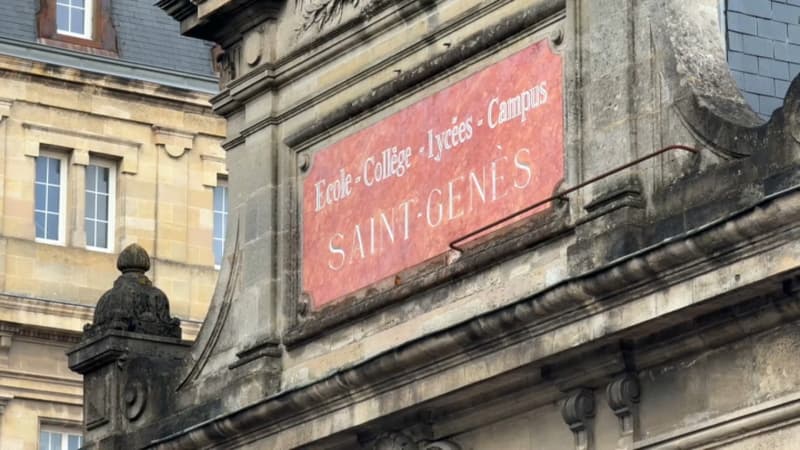 Ecole - Collège - Lycées - Campus
SAINT-GENÈS